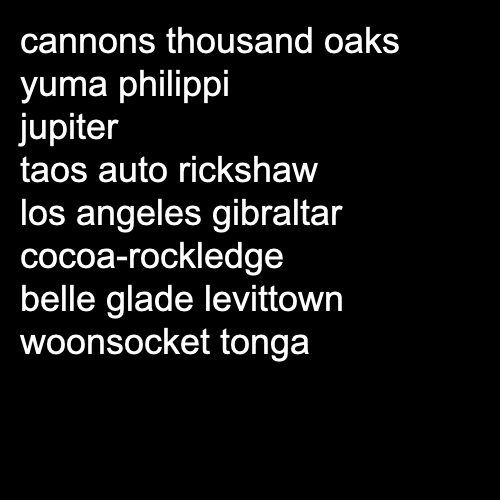 cannons thousand oaks
yuma philippi
jupiter
taos auto rickshaw
los angeles gibraltar
cocoa-rockledge
belle glade levittown
woonsocket tonga